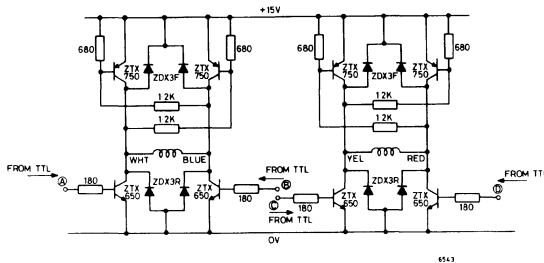 +15V
680 680 680 680
ZTX 750 ZDX3F ZTX 750 ZTX 750 ZDX3F ZTX 750
12K 12K
12K 12K
WHT BLUE YEL RED
FROM TTL FROM TTL FROM TTL
A ZDX3R B ZDX3R D
180 ZTX 650 ZTX 650 180 C 180 ZTX 650 ZTX 650 180
FROM TTL
0V
6543